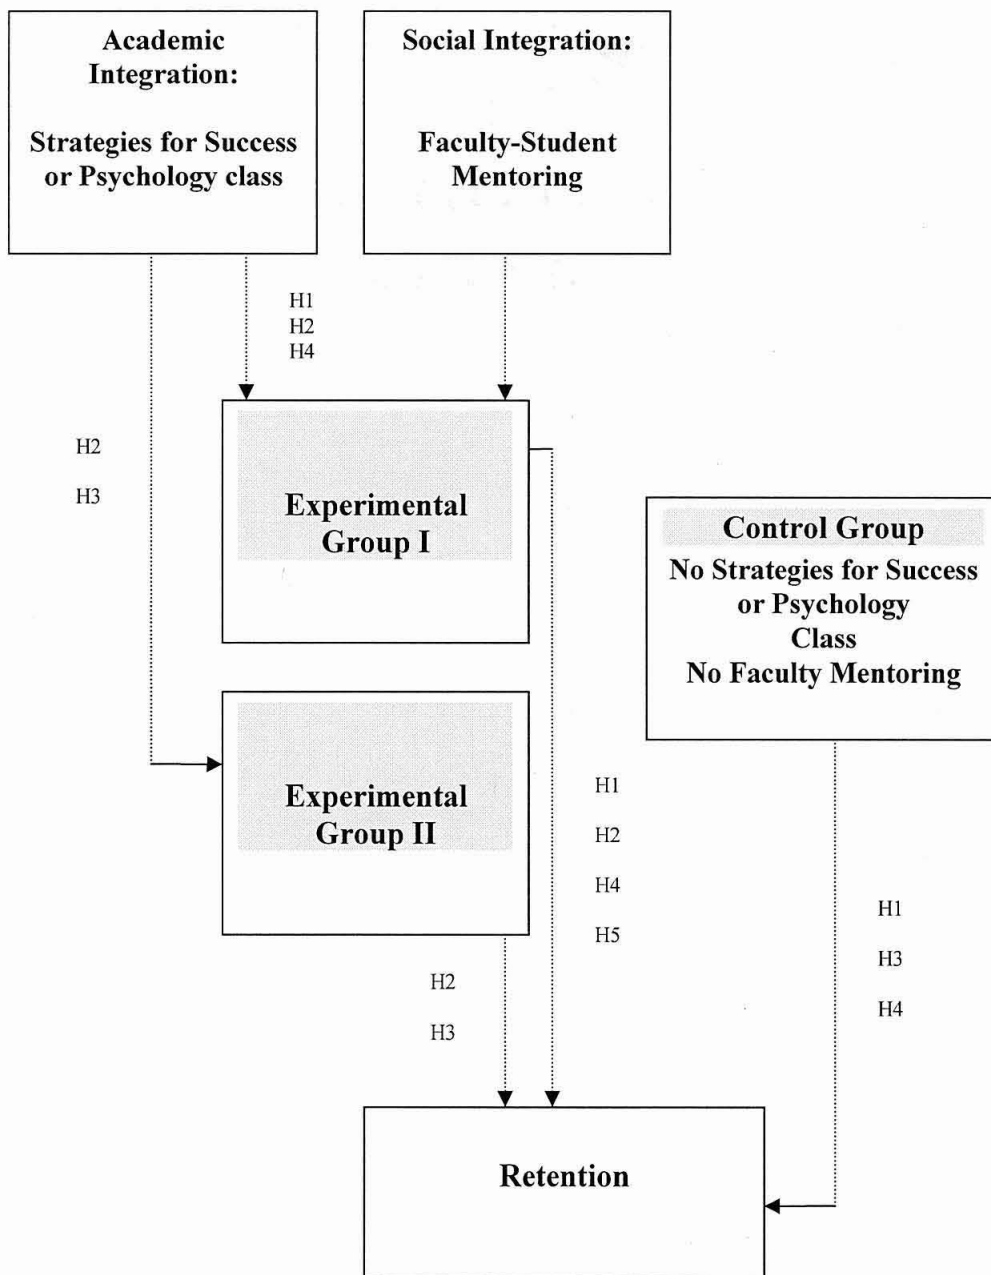 Academic
Integration:
Strategies for Success
or Psychology class
Social Integration:
Faculty-Student
Mentoring
H1
H2
H4
H2
H3
Experimental
Group I
Control Group
No Strategies for Success
or Psychology
Class
No Faculty Mentoring
Experimental
Group II
H1
H2
H4
H5
H1
H3
H4
H2
H3
Retention